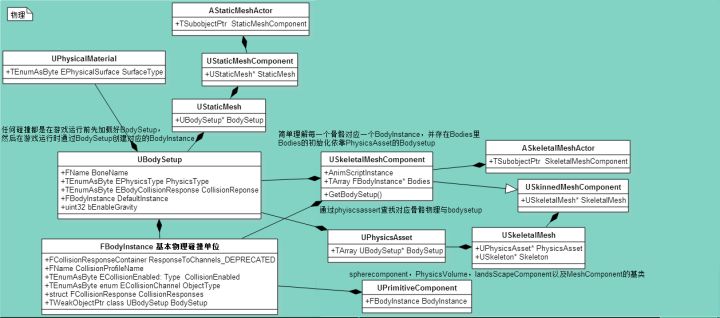 物理
AStaticMeshActor
+TSubobjectPtr StaticMeshComponent
UPhysicalMaterial
+TEnumAsByte EPhysicalSurface SurfaceType
UStaticMeshComponent
+UStaticMesh* StaticMesh
UStaticMesh
+UBodySetup* BodySetup
任何碰撞都是在游戏运行前先加载好BodySetup,
然后在游戏运行时通过BodySetup创建对应的BodyInstance
简单理解每一个骨骼对应一个BodyInstance, 并存在Bodies里
Bodies的初始化依靠PhysicsAsset的Bodysetup
UBodySetup
+FName BoneName
+TEnumAsByte EPhysicsType PhysicsType
+TEnumAsByte EBodyCollisionResponse CollisionReponse
+FBodyInstance DefaultInstance
+uint32 bEnableGravity
USkeletalMeshComponent
+AnimScriptInstance
+TArray FBodyInstance* Bodies
+GetBodySetup()
ASkeletalMeshActor
+TSubobjectPtr SkeletalMeshComponent
USkinnedMeshComponent
+USkeletalMesh* SkeletalMesh
通过phyicsassert查找对应骨骼物理与bodysetup
UPhysicsAsset
+TArray UBodySetup* BodySetup
USkeletalMesh
+UPhysicsAsset* PhysicsAsset
+USkeleton* Skeleton
FBodyInstance 基本物理碰撞单位
+FCollisionResponseContainer ResponseToChannels_DEPRECATED
+FName CollisionProfileName
+TEnumAsByte ECollisionEnabled: Type CollisionEnabled
+TEnumAsByte enum ECollisionChannel ObjectType
+struct FCollisionResponse CollisionResponses
+TWeakObjectPtr class UBodySetup BodySetup
spherecomponent, PhysicsVolume, landsScapeComponent以及MeshComponent的基类
UPrimitiveComponent
+FBodyInstance BodyInstance